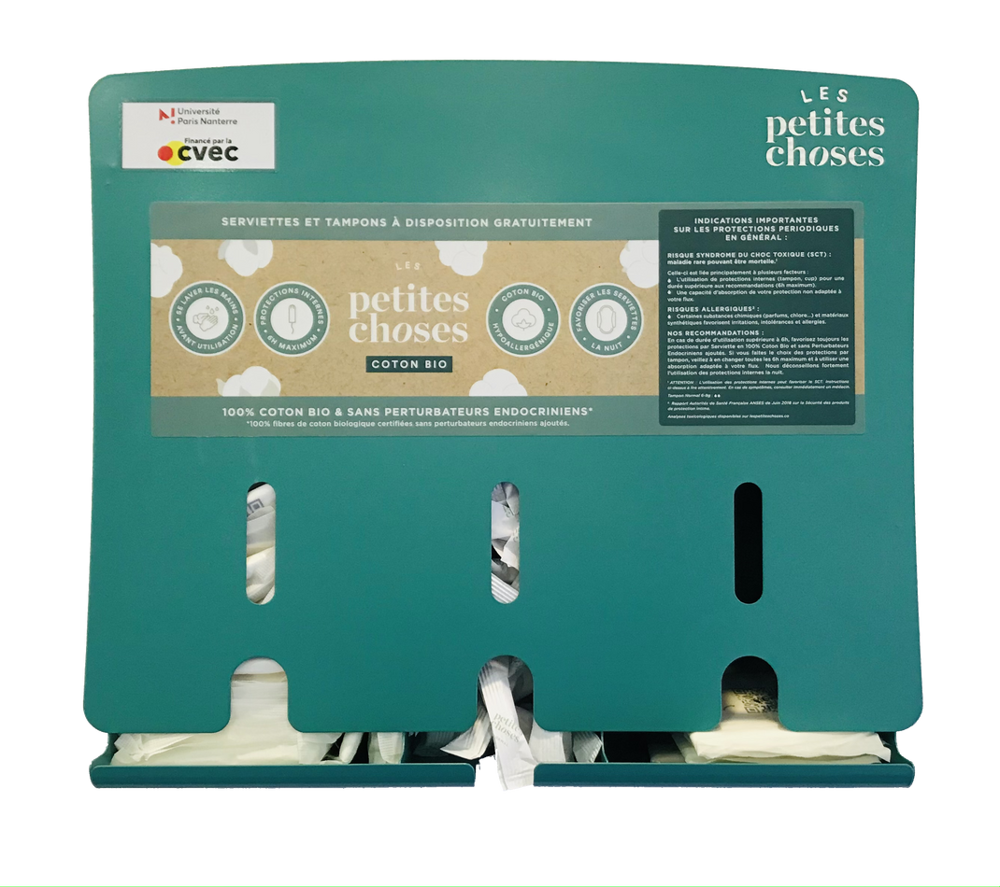 Université
Paris Nanterre
Financé par la
cvec
LES
petites
choses
SERVIETTES ET TAMPONS À DISPOSITION GRATUITEMENT
SE LAVER LES MAINS
AVANT UTILISATION
PROTECTIONS INTERNES
6H MAXIMUM
LES
petites
choses
COTON BIO
COTON BIO
HYPOALLERGÉNIQUE
FAVORISER LES SERVIETTES
LA NUIT
100% COTON BIO & SANS PERTURBATEURS ENDOCRINIENS*
*100% fibres de coton biologique certifiées sans perturbateurs endocriniens ajoutés.
INDICATIONS IMPORTANTES
SUR LES PROTECTIONS PERIODIQUES
EN GÉNÉRAL :
RISQUE SYNDROME DU CHOC TOXIQUE (SCT) :
maladie rare pouvant être mortelle.¹
Celle-ci est liée principalement à plusieurs facteurs :
L'utilisation de protections internes (tampon, cup) pour une
durée supérieure aux recommandations (6h maximum).
Une capacité d'absorption de votre protection non adaptée à
votre flux.
RISQUES ALLERGIQUES² :
Certaines substances chimiques (parfums, chlore...) et matériaux
synthétiques favorisent irritations, intolérances et allergies.
NOS RECOMMANDATIONS :
En cas de durée d'utilisation supérieure à 6h, favorisez toujours les
protections par Serviette en 100% Coton Bio et sans Perturbateurs
Endocriniens ajoutés. Si vous faites le choix des protections par
tampon, veillez à en changer toutes les 6h maximum et à utiliser une
absorption adaptée à votre flux. Nous déconseillons fortement
l'utilisation des protections internes la nuit.
¹ ATTENTION : L'utilisation des protections internes peut favoriser le SCT. Instructions
ci-dessus à lire attentivement. En cas de symptômes, consulter immédiatement un médecin.
Tampon Normal 6-9g :
² Rapport Autorités de Santé Françaises ANSES de Juin 2018 sur la Sécurité des produits
de protection intime.
Analyses toxicologiques disponibles sur lespetiteschoses.co
petites
choses